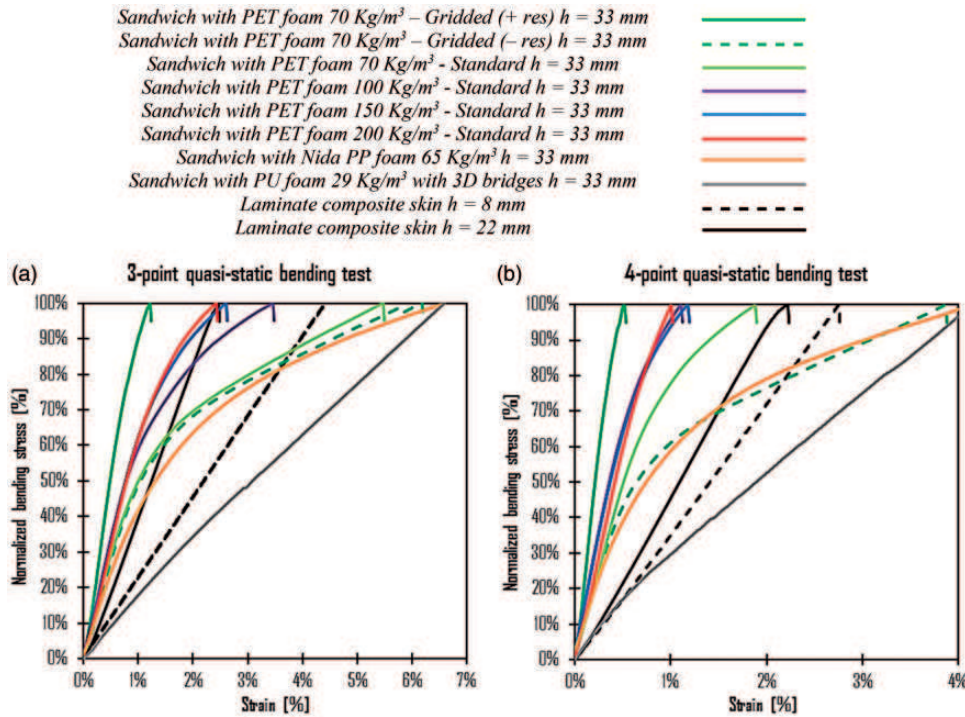 Sandwich with PET foam 70 Kg/m³ – Gridded (+ res) h = 33 mm
Sandwich with PET foam 70 Kg/m³ – Gridded (– res) h = 33 mm
Sandwich with PET foam 70 Kg/m³ - Standard h = 33 mm
Sandwich with PET foam 100 Kg/m³ - Standard h = 33 mm
Sandwich with PET foam 150 Kg/m³ - Standard h = 33 mm
Sandwich with PET foam 200 Kg/m³ - Standard h = 33 mm
Sandwich with Nida PP foam 65 Kg/m³ h = 33 mm
Sandwich with PU foam 29 Kg/m³ with 3D bridges h = 33 mm
Laminate composite skin h = 8 mm
Laminate composite skin h = 22 mm
(a) 3-point quasi-static bending test
Normalized bending stress [%]
100%
90%
80%
70%
60%
50%
40%
30%
20%
10%
0%
0% 1% 2% 3% 4% 5% 6% 7%
Strain [%]
(b) 4-point quasi-static bending test
Normalized bending stress [%]
100%
90%
80%
70%
60%
50%
40%
30%
20%
10%
0%
0% 1% 2% 3% 4%
Strain [%]